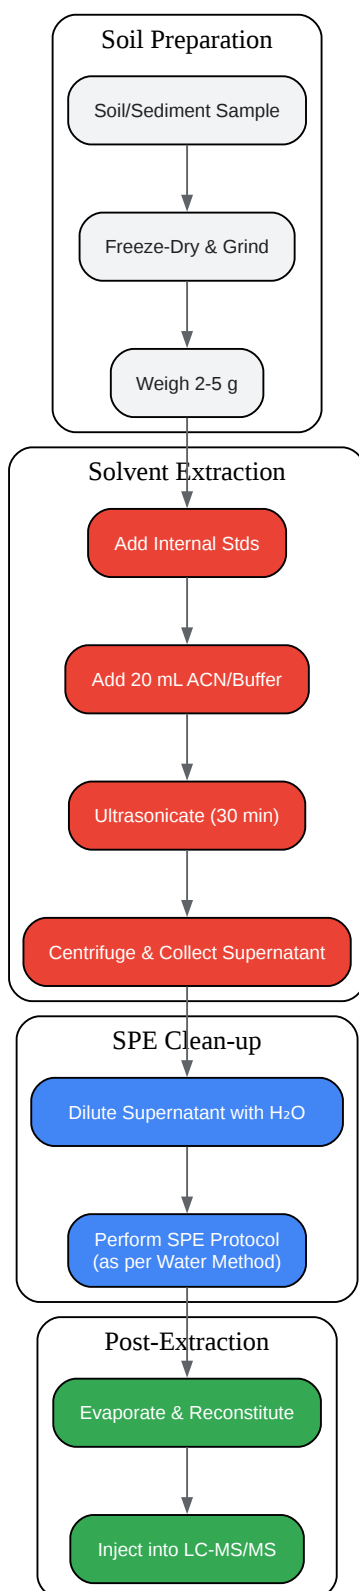 Soil Preparation
Soil/Sediment Sample
Freeze-Dry & Grind
Weigh 2-5 g
Solvent Extraction
Add Internal Stds
Add 20 mL ACN/Buffer
Ultrasonicate (30 min)
Centrifuge & Collect Supernatant
SPE Clean-up
Dilute Supernatant with H₂O
Perform SPE Protocol
(as per Water Method)
Post-Extraction
Evaporate & Reconstitute
Inject into LC-MS/MS